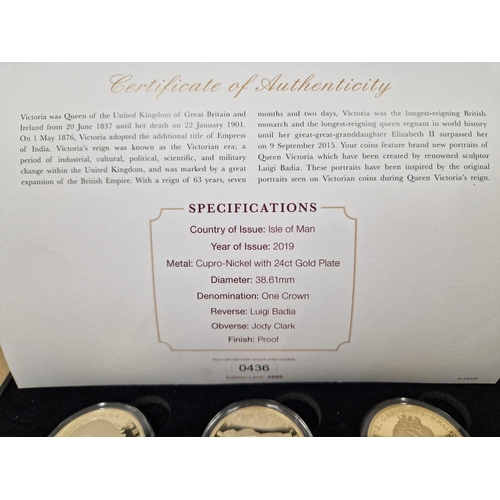 Certificate of Authenticity
Victoria was Queen of the United Kingdom of Great Britain and
Ireland from 20 June 1837 until her death on 22 January 1901.
On 1 May 1876, Victoria adopted the additional title of Empress
of India. Victoria's reign was known as the Victorian era; a
period of industrial, cultural, political, scientific, and military
change within the United Kingdom, and was marked by a great
expansion of the British Empire. With a reign of 63 years, seven
months and two days, Victoria was the longest-reigning British
monarch and the longest-reigning queen regnant in world history
until her great-great-granddaughter Elizabeth II surpassed her
on 9 September 2015. Your coins feature brand new portraits of
Queen Victoria which have been created by renowned sculptor
Luigi Badia. These portraits have been inspired by the original
portraits seen on Victorian coins during Queen Victoria's reign.
SPECIFICATIONS
Country of Issue: Isle of Man
Year of Issue: 2019
Metal: Cupro-Nickel with 24ct Gold Plate
Diameter: 38.61mm
Denomination: One Crown
Reverse: Luigi Badia
Obverse: Jody Clark
Finish: Proof
Your coin has been issued under number
0436
Edition Limit: